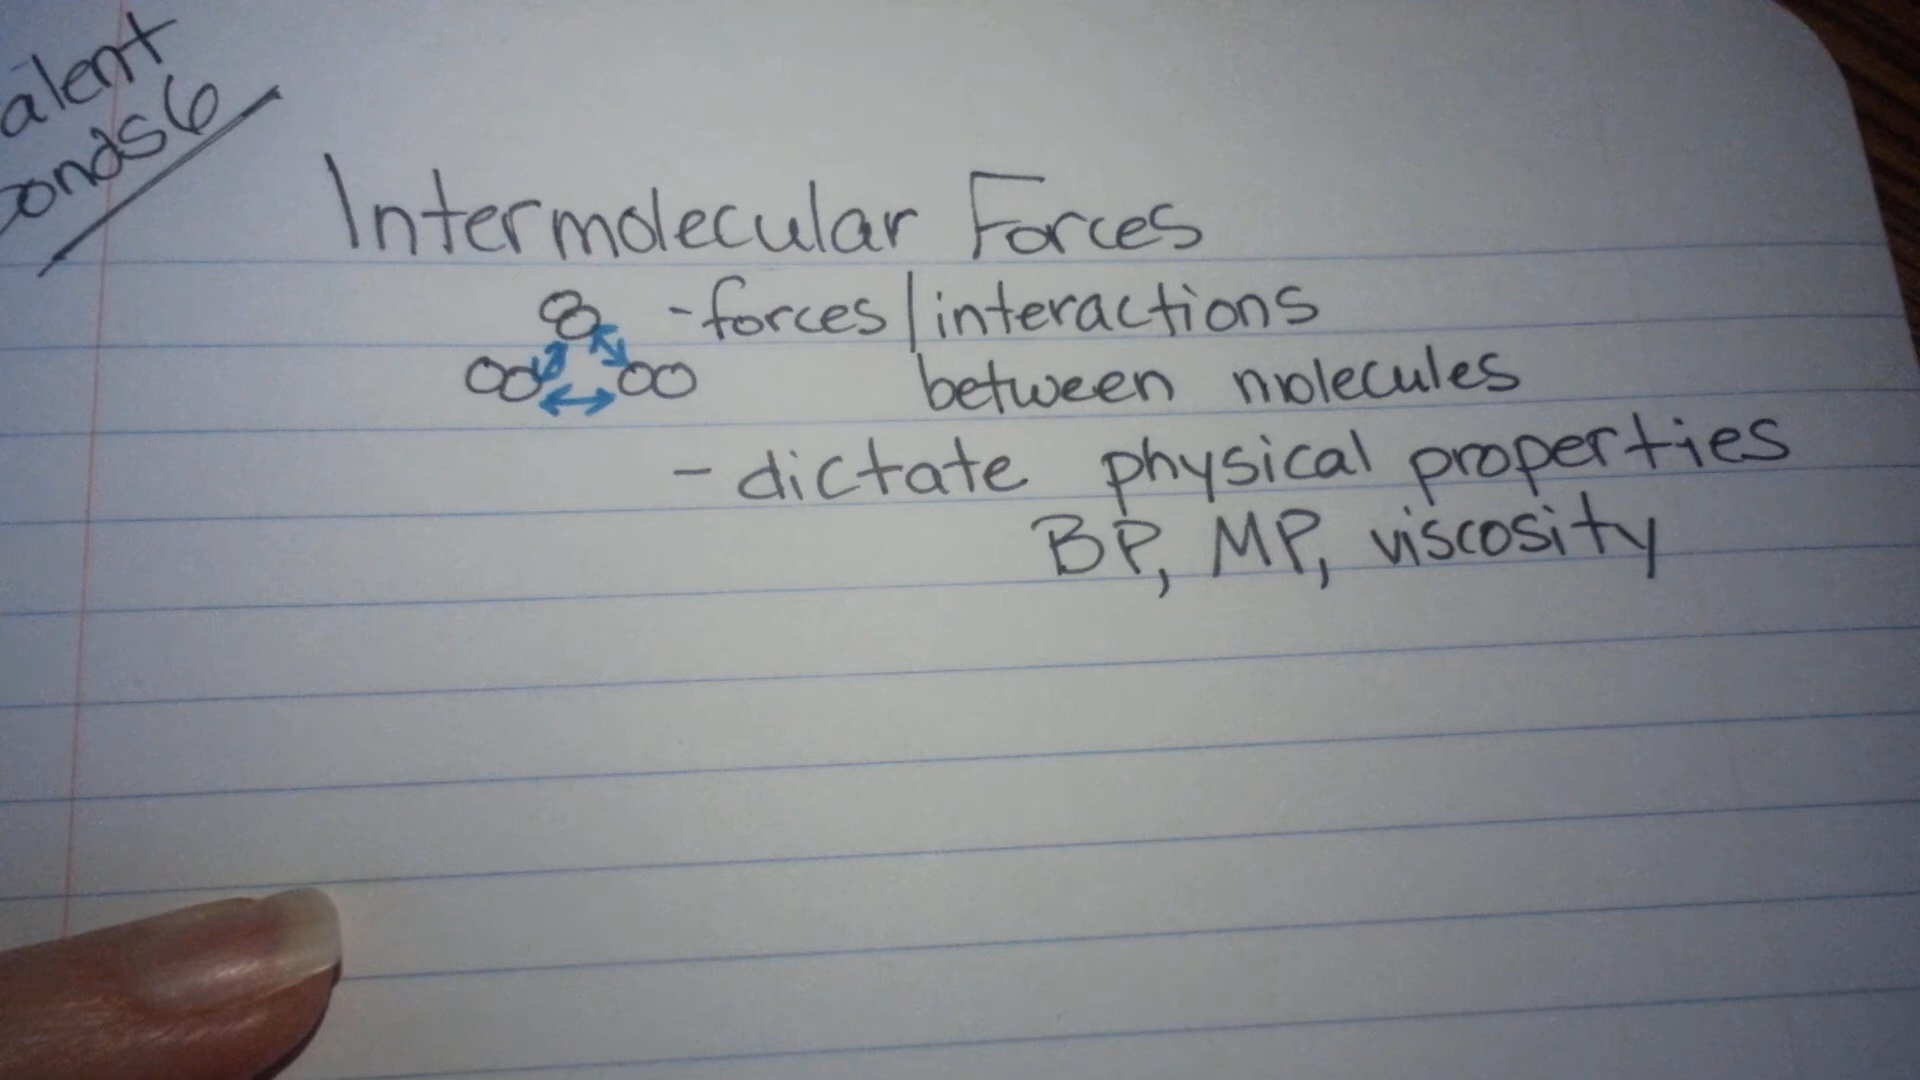 alent
onds 6
Intermolecular Forces
- forces/interactions
between molecules
- dictate physical properties
BP, MP, viscosity